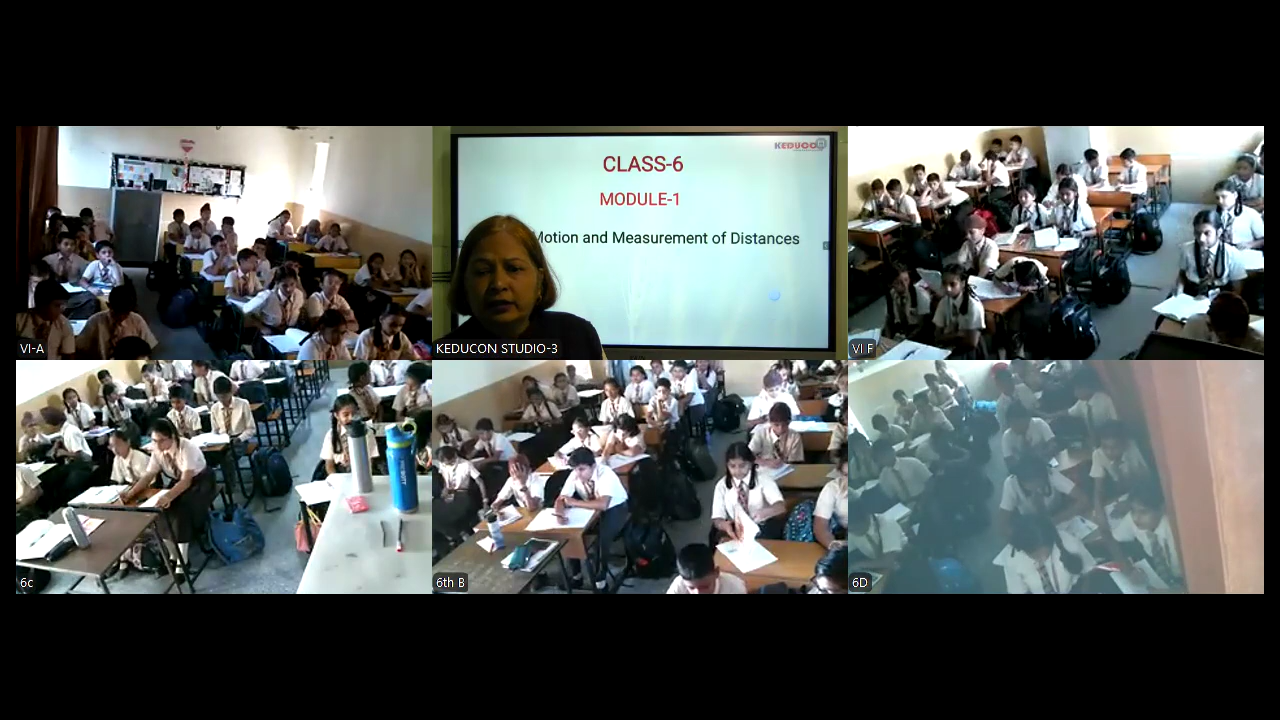 KEDUCON
CLASS-6
MODULE-1
Motion and Measurement of Distances
VI-A
KEDUCON STUDIO-3
VI F
6c
6th B
6D